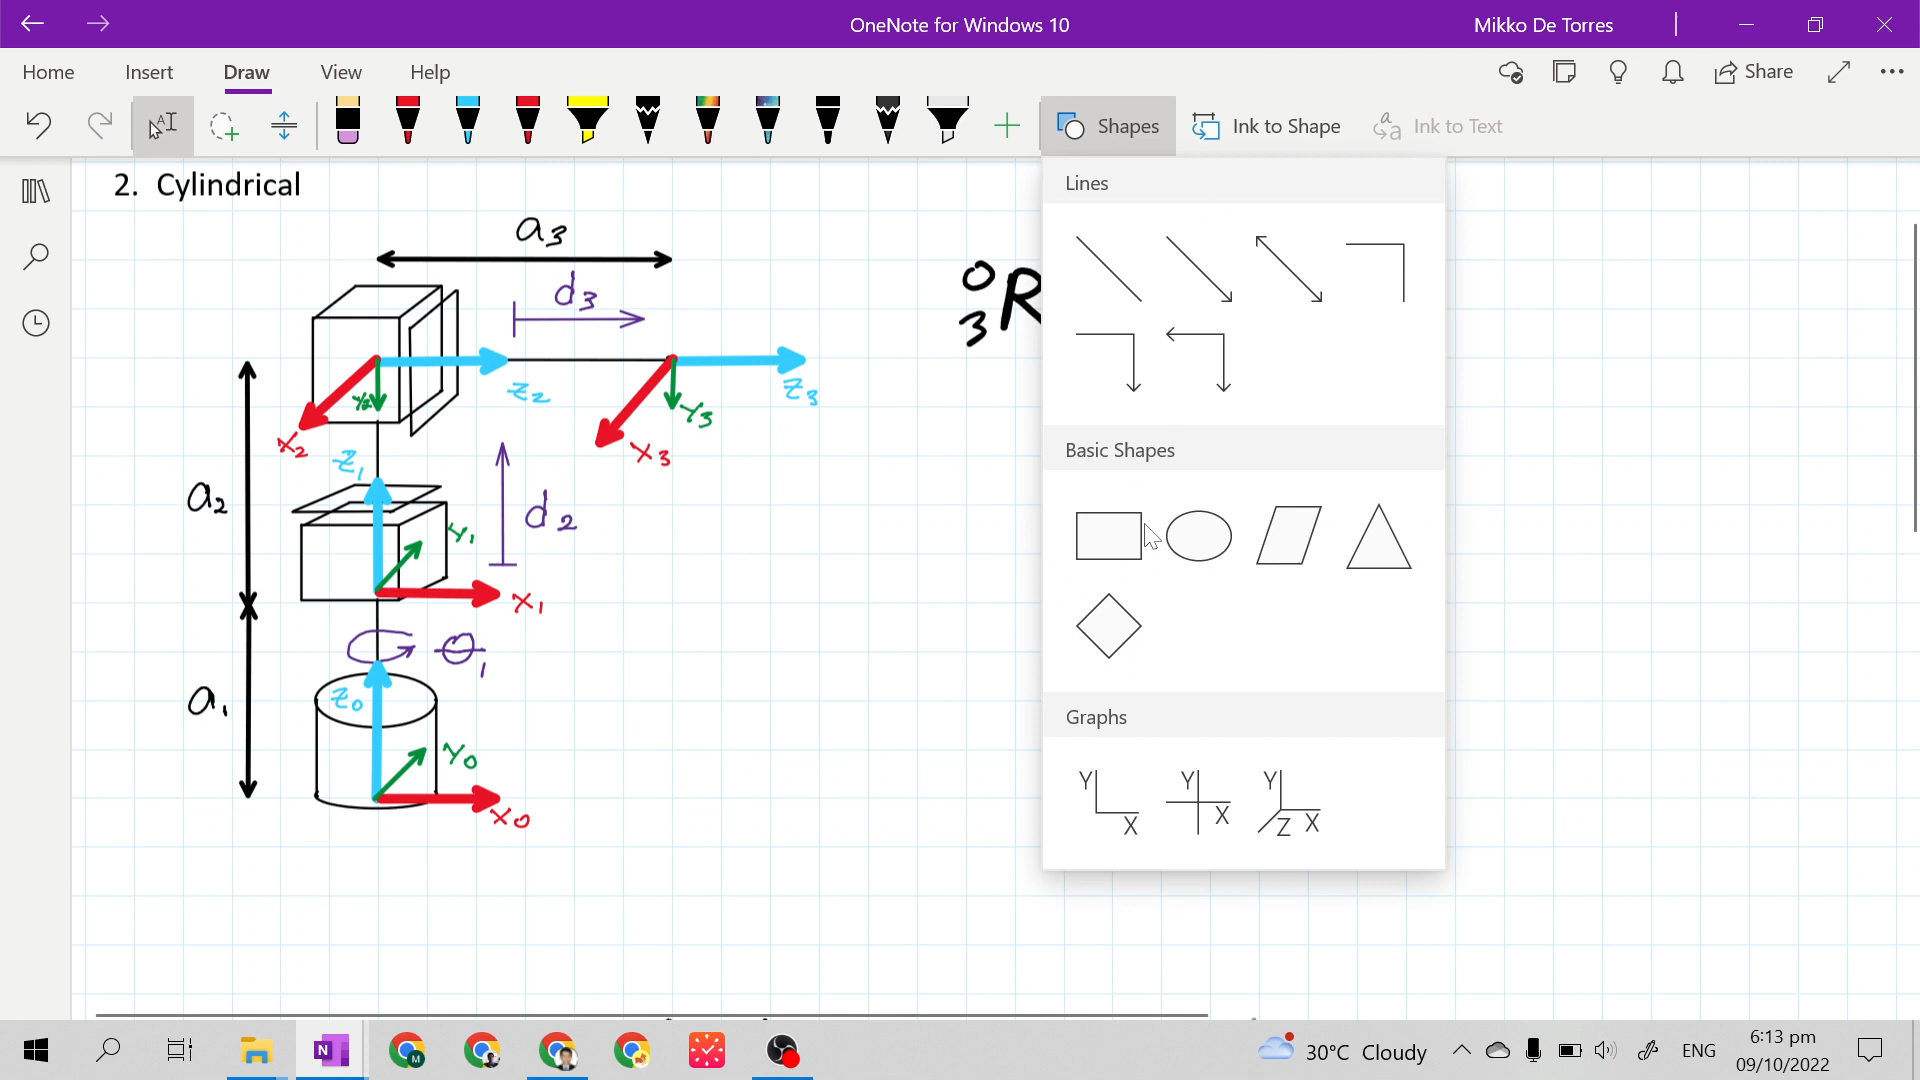 OneNote for Windows 10
Mikko De Torres
Home Insert Draw View Help
Share
Shapes
Ink to Shape
Ink to Text
2. Cylindrical
Lines
Basic Shapes
Graphs
Y X
Y X
Y Z X
a3
d3
0
3 R
z2
z3
Y2
Y3
X2
X3
z1
a2
d2
Y1
X1
θ1
a1
z0
Y0
X0
N
M
30°C Cloudy
ENG
6:13 pm
09/10/2022